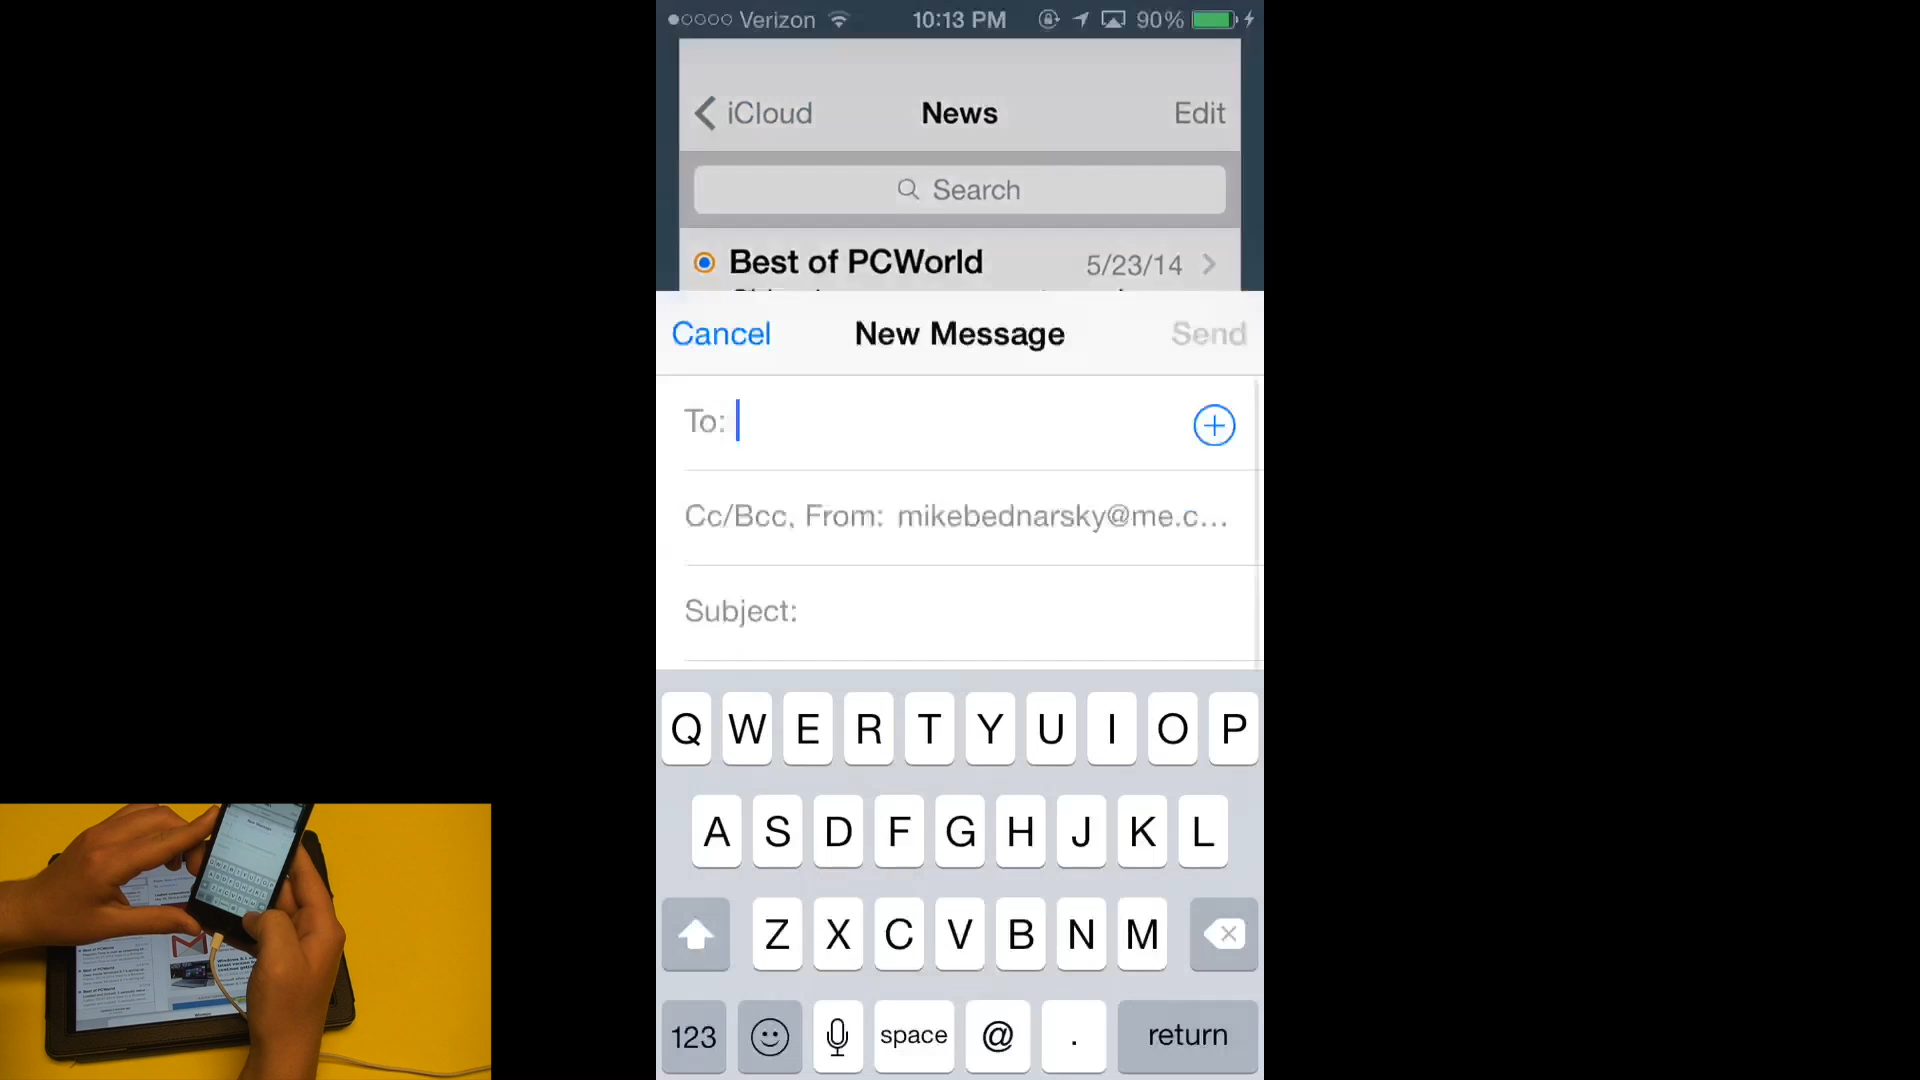 Verizon 10:13 PM 90%
iCloud News Edit
Search
Best of PCWorld 5/23/14
Cancel New Message Send
To:
Cc/Bcc, From: mikebednarsky@me.c...
Subject:
Q W E R T Y U I O P
A S D F G H J K L
Z X C V B N M
123 space @ . return